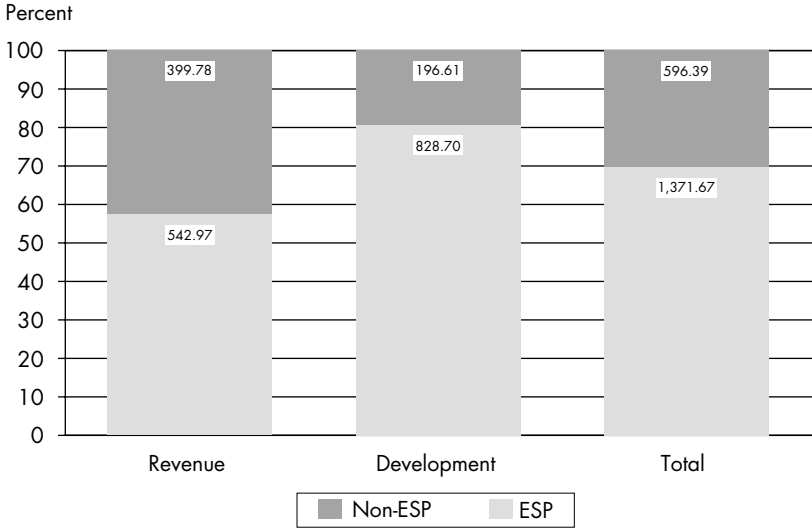 Percent
100
90
80
70
60
50
40
30
20
10
0
399.78
196.61
596.39
828.70
1,371.67
542.97
Revenue
Development
Total
Non-ESP
ESP